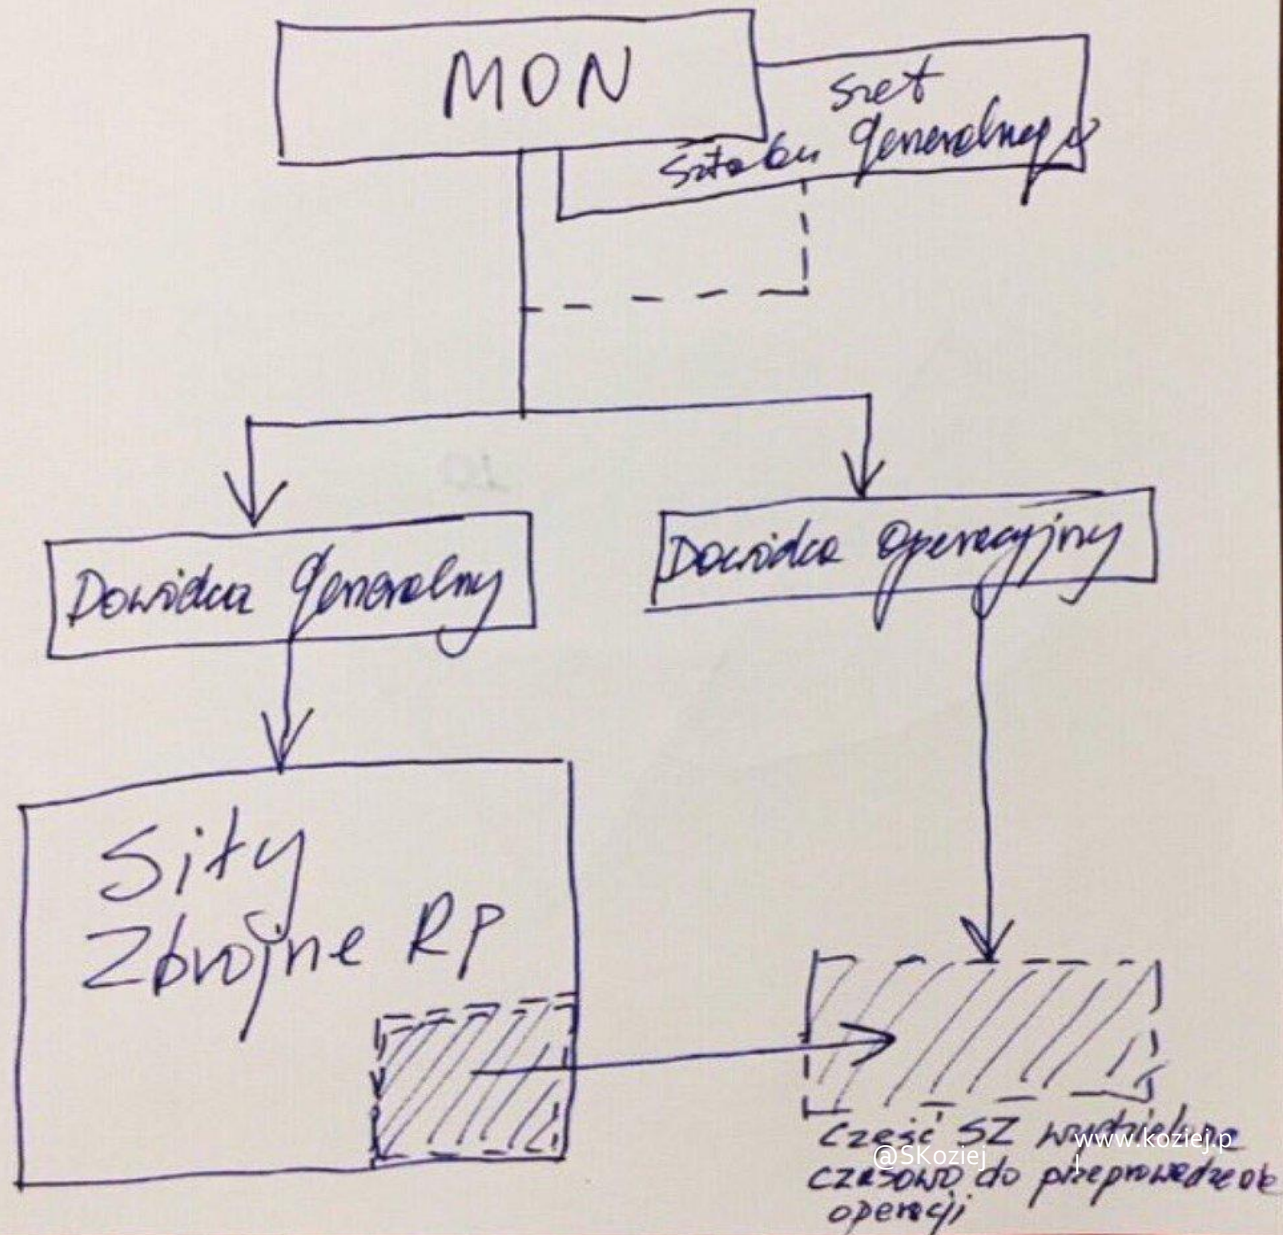 MON
Szef
Sztabu Generalnego
Dowódca Generalny
Dowódca Operacyjny
Siły
Zbrojne RP
część SZ wydzielona
www.koziej.p
l
@SKoziej
czasowo do przeprowadzenia
operacji